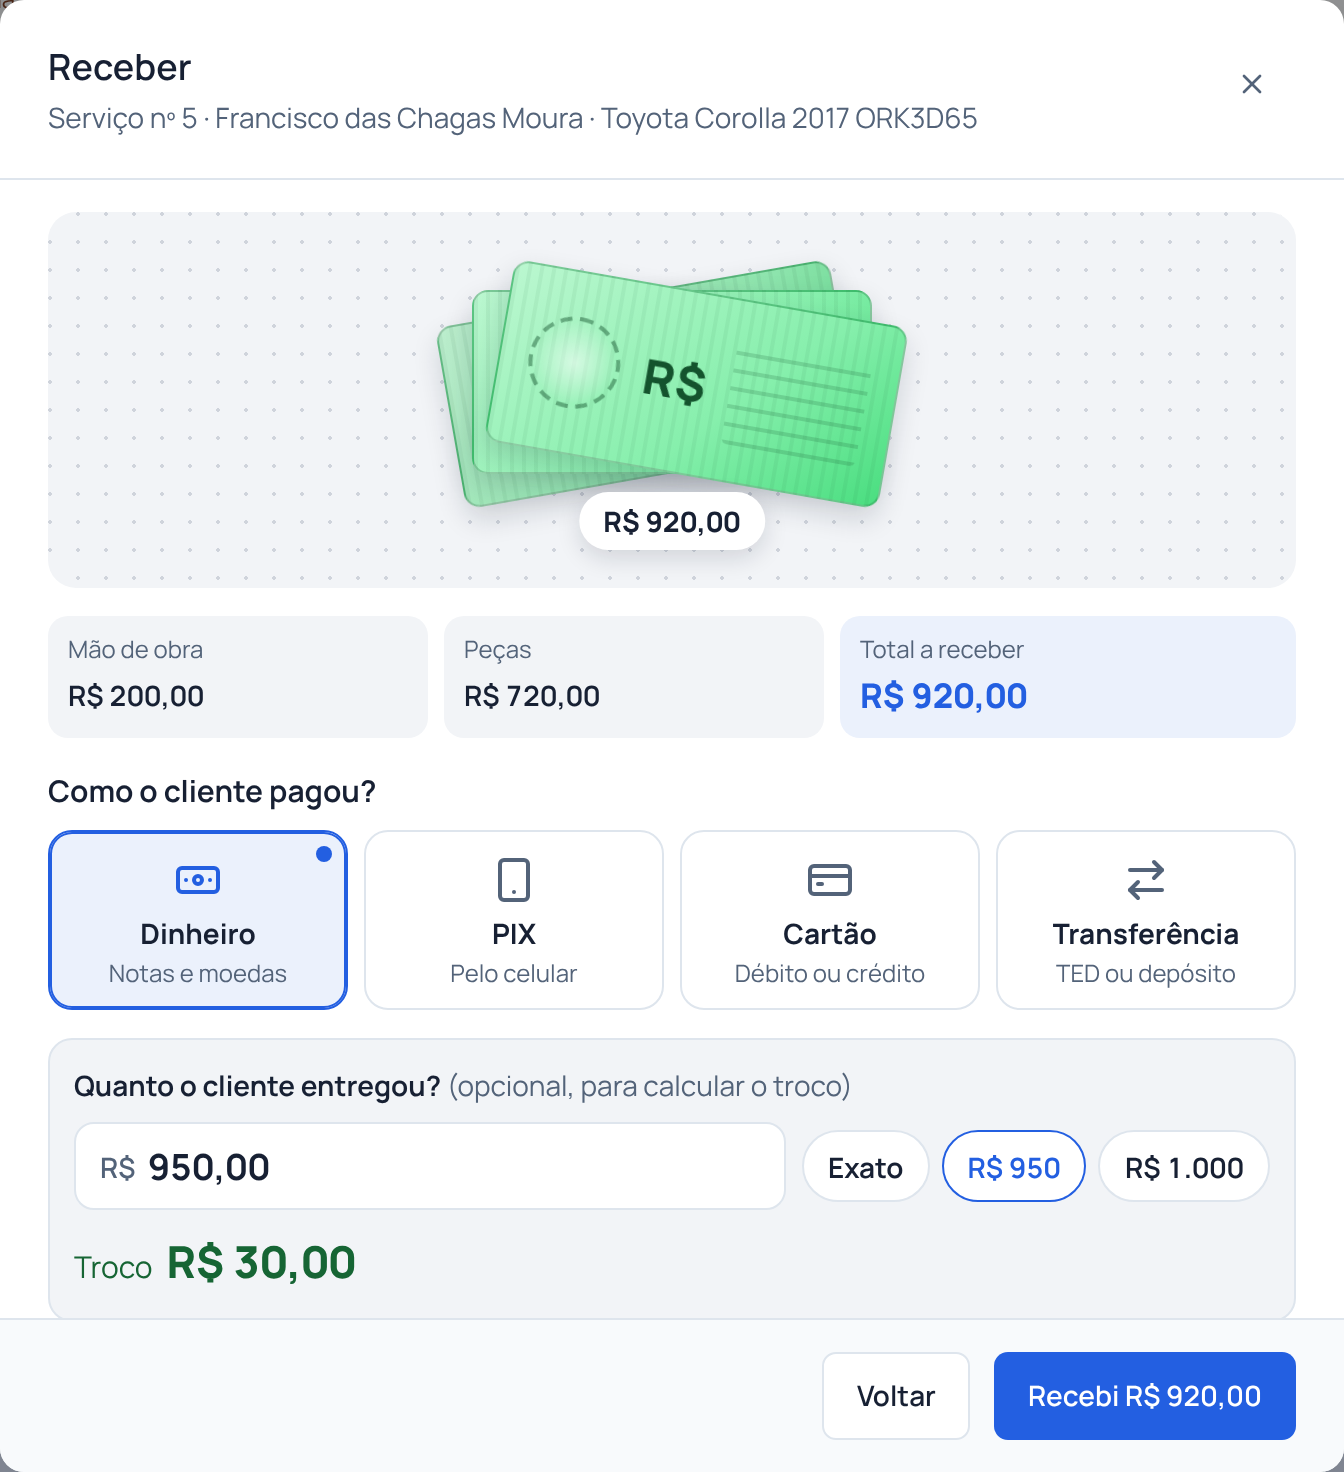 Receber
Serviço nº 5 · Francisco das Chagas Moura · Toyota Corolla 2017 ORK3D65
R$
R$ 920,00
Mão de obra
R$ 200,00
Peças
R$ 720,00
Total a receber
R$ 920,00
Como o cliente pagou?
Dinheiro
Notas e moedas
PIX
Pelo celular
Cartão
Débito ou crédito
Transferência
TED ou depósito
Quanto o cliente entregou? (opcional, para calcular o troco)
R$ 950,00
Exato
R$ 950
R$ 1.000
Troco R$ 30,00
Voltar
Recebi R$ 920,00